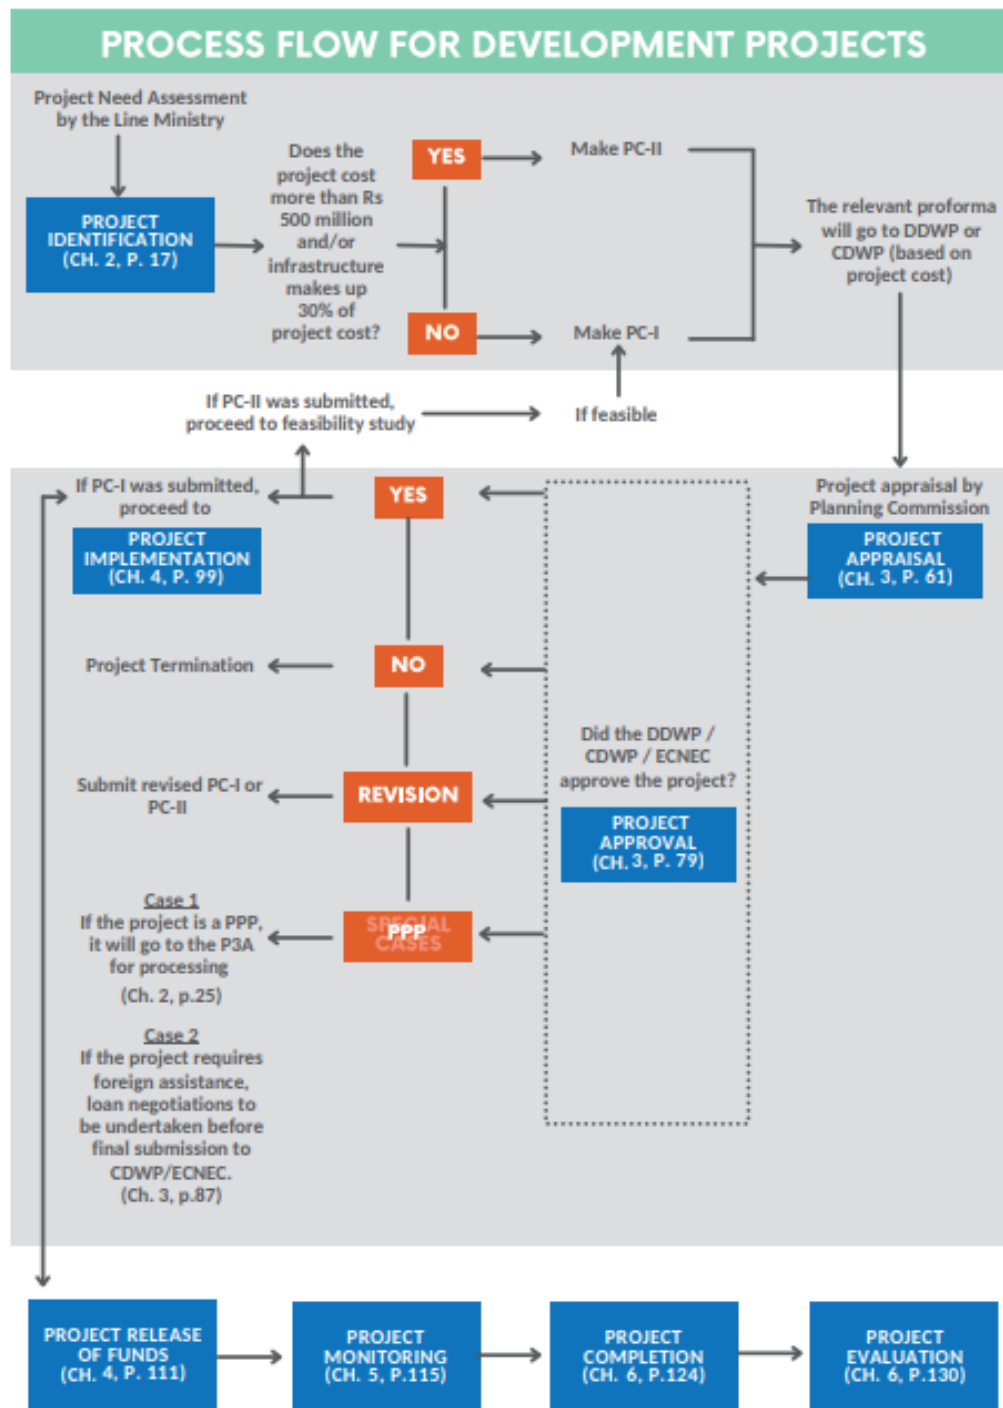 PROCESS FLOW FOR DEVELOPMENT PROJECTS
Project Need Assessment
by the Line Ministry
PROJECT
IDENTIFICATION
(CH. 2, P. 17)
Does the
project cost
more than Rs
500 million
and/or
infrastructure
makes up
30% of
project cost?
YES
NO
Make PC-II
Make PC-I
The relevant proforma
will go to DDWP or
CDWP (based on
project cost)
If PC-II was submitted,
proceed to feasibility study
If feasible
Project appraisal by
Planning Commission
PROJECT
APPRAISAL
(CH. 3, P. 61)
Did the DDWP /
CDWP / ECNEC
approve the project?
PROJECT
APPROVAL
(CH. 3, P. 79)
YES
If PC-I was submitted,
proceed to
PROJECT
IMPLEMENTATION
(CH. 4, P. 99)
NO
Project Termination
REVISION
Submit revised PC-I or
PC-II
SPECIAL
PPP
CASES
Case 1
If the project is a PPP,
it will go to the P3A
for processing
(Ch. 2, p.25)
Case 2
If the project requires
foreign assistance,
loan negotiations to
be undertaken before
final submission to
CDWP/ECNEC.
(Ch. 3, p.87)
PROJECT RELEASE
OF FUNDS
(CH. 4, P. 111)
PROJECT
MONITORING
(CH. 5, P.115)
PROJECT
COMPLETION
(CH. 6, P.124)
PROJECT
EVALUATION
(CH. 6, P.130)